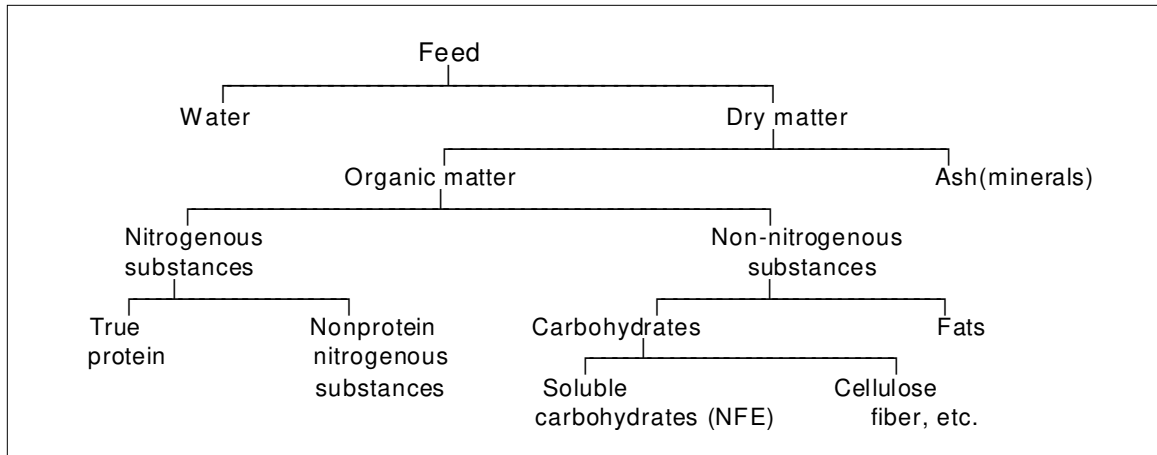 Feed
Water
Dry matter
Organic matter
Ash(minerals)
Nitrogenous
substances
Non-nitrogenous
substances
True
protein
Nonprotein
nitrogenous
substances
Carbohydrates
Fats
Soluble
carbohydrates (NFE)
Cellulose
fiber, etc.